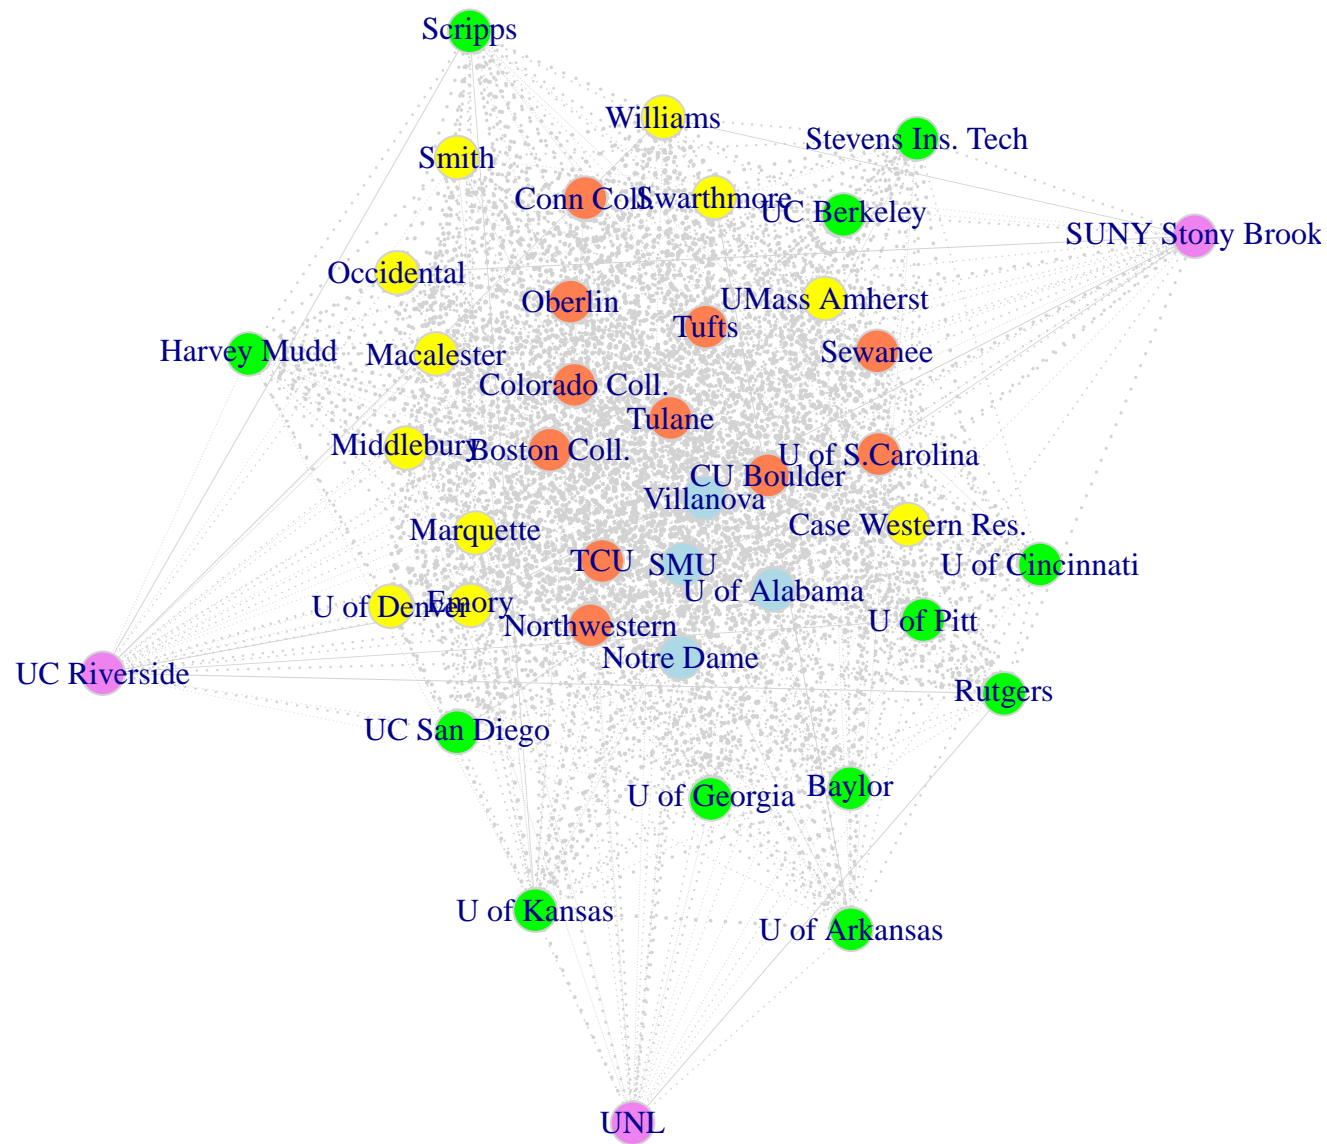 Scripps
Williams
Stevens Ins. Tech
Smith
Conn Coll.
Swarthmore
UC Berkeley
SUNY Stony Brook
Occidental
Oberlin
UMass Amherst
Tufts
Harvey Mudd
Macalester
Sewanee
Colorado Coll.
Tulane
Middlebury
Boston Coll.
U of S.Carolina
CU Boulder
Villanova
Marquette
Case Western Res.
TCU
SMU
U of Cincinnati
U of Alabama
U of Denver
Emory
Northwestern
U of Pitt
Notre Dame
UC Riverside
Rutgers
UC San Diego
U of Georgia
Baylor
U of Kansas
U of Arkansas
UNL